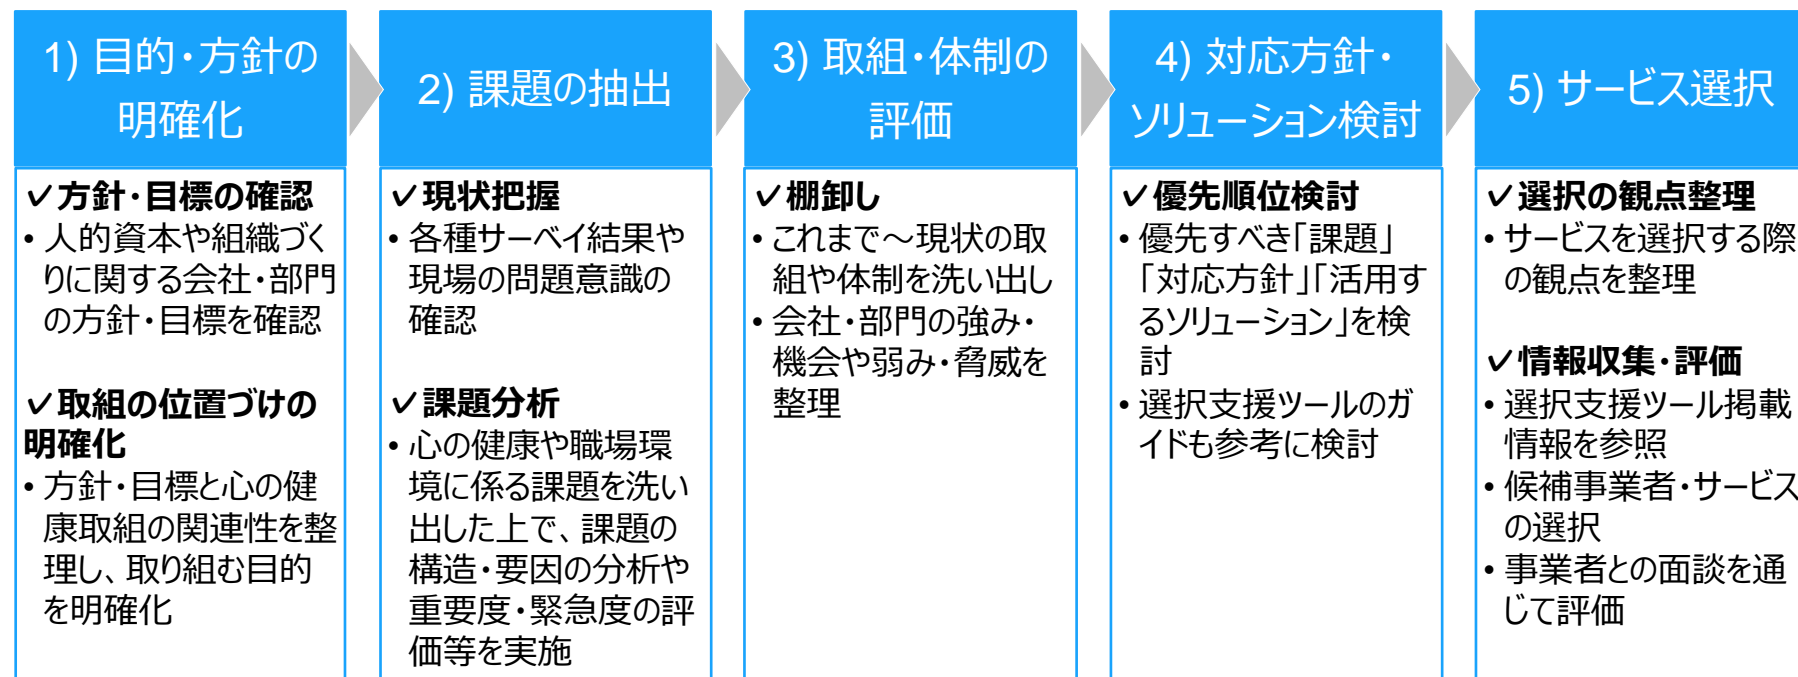 1) 目的・方針の
明確化
2) 課題の抽出
3) 取組・体制の
評価
4) 対応方針・
ソリューション検討
5) サービス選択
✓方針・目標の確認
• 人的資本や組織づく
りに関する会社・部門
の方針・目標を確認
✓取組の位置づけの
明確化
• 方針・目標と心の健
康取組の関連性を整
理し、取り組む目的
を明確化
✓現状把握
• 各種サーベイ結果や
現場の問題意識の
確認
✓課題分析
• 心の健康や職場環
境に係る課題を洗い
出した上で、課題の
構造・要因の分析や
重要度・緊急度の評
価等を実施
✓棚卸し
• これまで～現状の取
組や体制を洗い出し
• 会社・部門の強み・
機会や弱み・脅威を
整理
✓優先順位検討
• 優先すべき「課題」
「対応方針」「活用す
るソリューション」を検
討
• 選択支援ツールのガ
イドも参考に検討
✓選択の観点整理
• サービスを選択する際
の観点を整理
✓情報収集・評価
• 選択支援ツール掲載
情報を参照
• 候補事業者・サービス
の選択
• 事業者との面談を通
じて評価